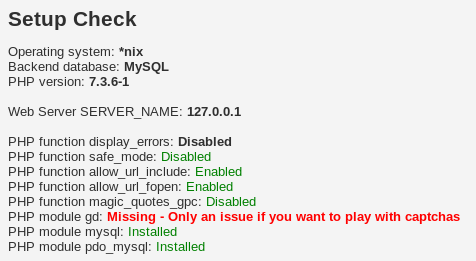 Setup Check
Operating system: *nix
Backend database: MySQL
PHP version: 7.3.6-1
Web Server SERVER_NAME: 127.0.0.1
PHP function display_errors: Disabled
PHP function safe_mode: Disabled
PHP function allow_url_include: Enabled
PHP function allow_url_fopen: Enabled
PHP function magic_quotes_gpc: Disabled
PHP module gd: Missing - Only an issue if you want to play with captchas
PHP module mysql: Installed
PHP module pdo_mysql: Installed